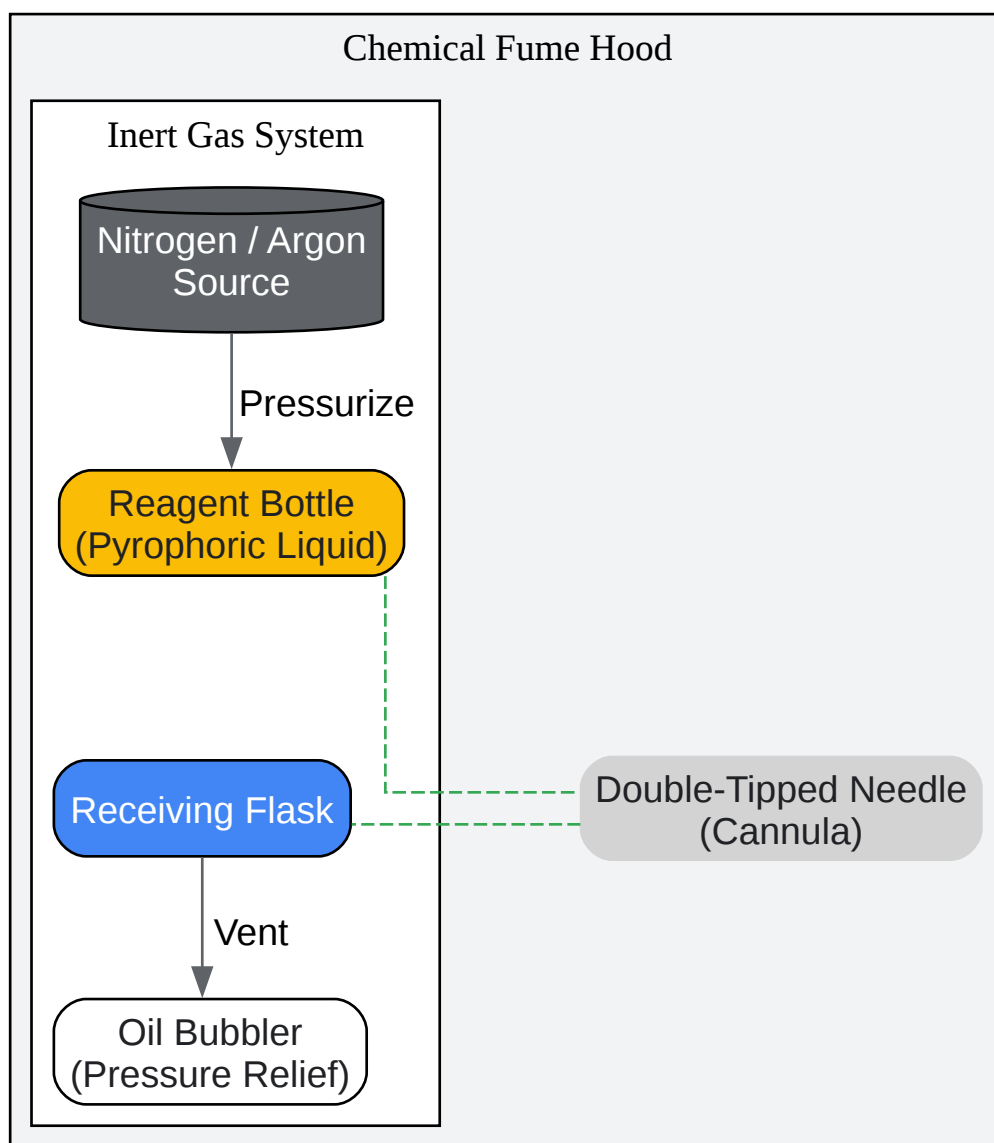 Chemical Fume Hood
Inert Gas System
Nitrogen / Argon
Source
Pressurize
Reagent Bottle
(Pyrophoric Liquid)
Receiving Flask
Double-Tipped Needle
(Cannula)
Vent
Oil Bubbler
(Pressure Relief)